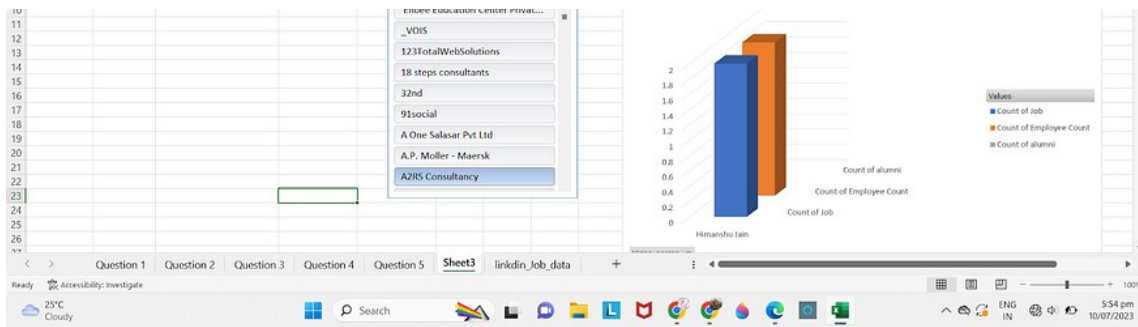 10
11
12
13
14
15
16
17
18
19
20
21
22
23
24
25
26
Enbee Education Center Privat...
_VOIS
123TotalWebSolutions
18 steps consultants
32nd
91social
A One Salasar Pvt Ltd
A.P. Moller - Maersk
A2RS Consultancy
2
1.8
1.6
1.4
1.2
1
0.8
0.6
0.4
0.2
0
Count of alumni
Count of Employee Count
Count of Job
Himanshu Jain
Values
Count of Job
Count of Employee Count
Count of alumni
Question 1 Question 2 Question 3 Question 4 Question 5 Sheet3 linkdin_Job_data +
Ready Accessibility: Investigate
100%
25°C
Cloudy
Search
ENG
IN
5:54 pm
10/07/2023